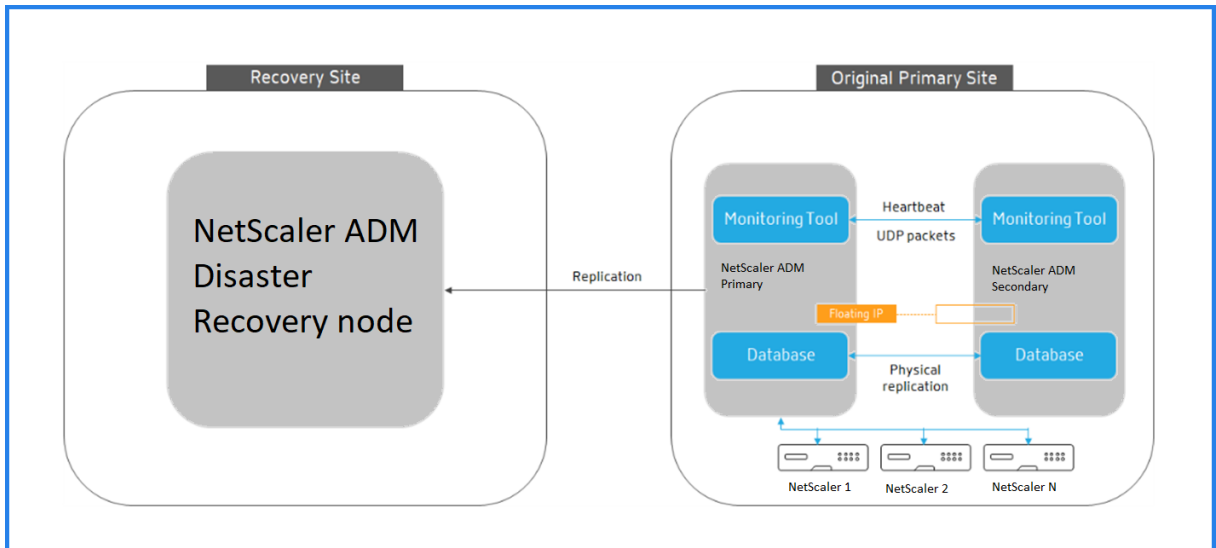 Recovery Site
NetScaler ADM
Disaster
Recovery node
Replication
Original Primary Site
Monitoring Tool
Heartbeat
UDP packets
Monitoring Tool
NetScaler ADM
Primary
NetScaler ADM
Secondary
Floating IP
Database
Physical
replication
Database
NetScaler 1
NetScaler 2
NetScaler N